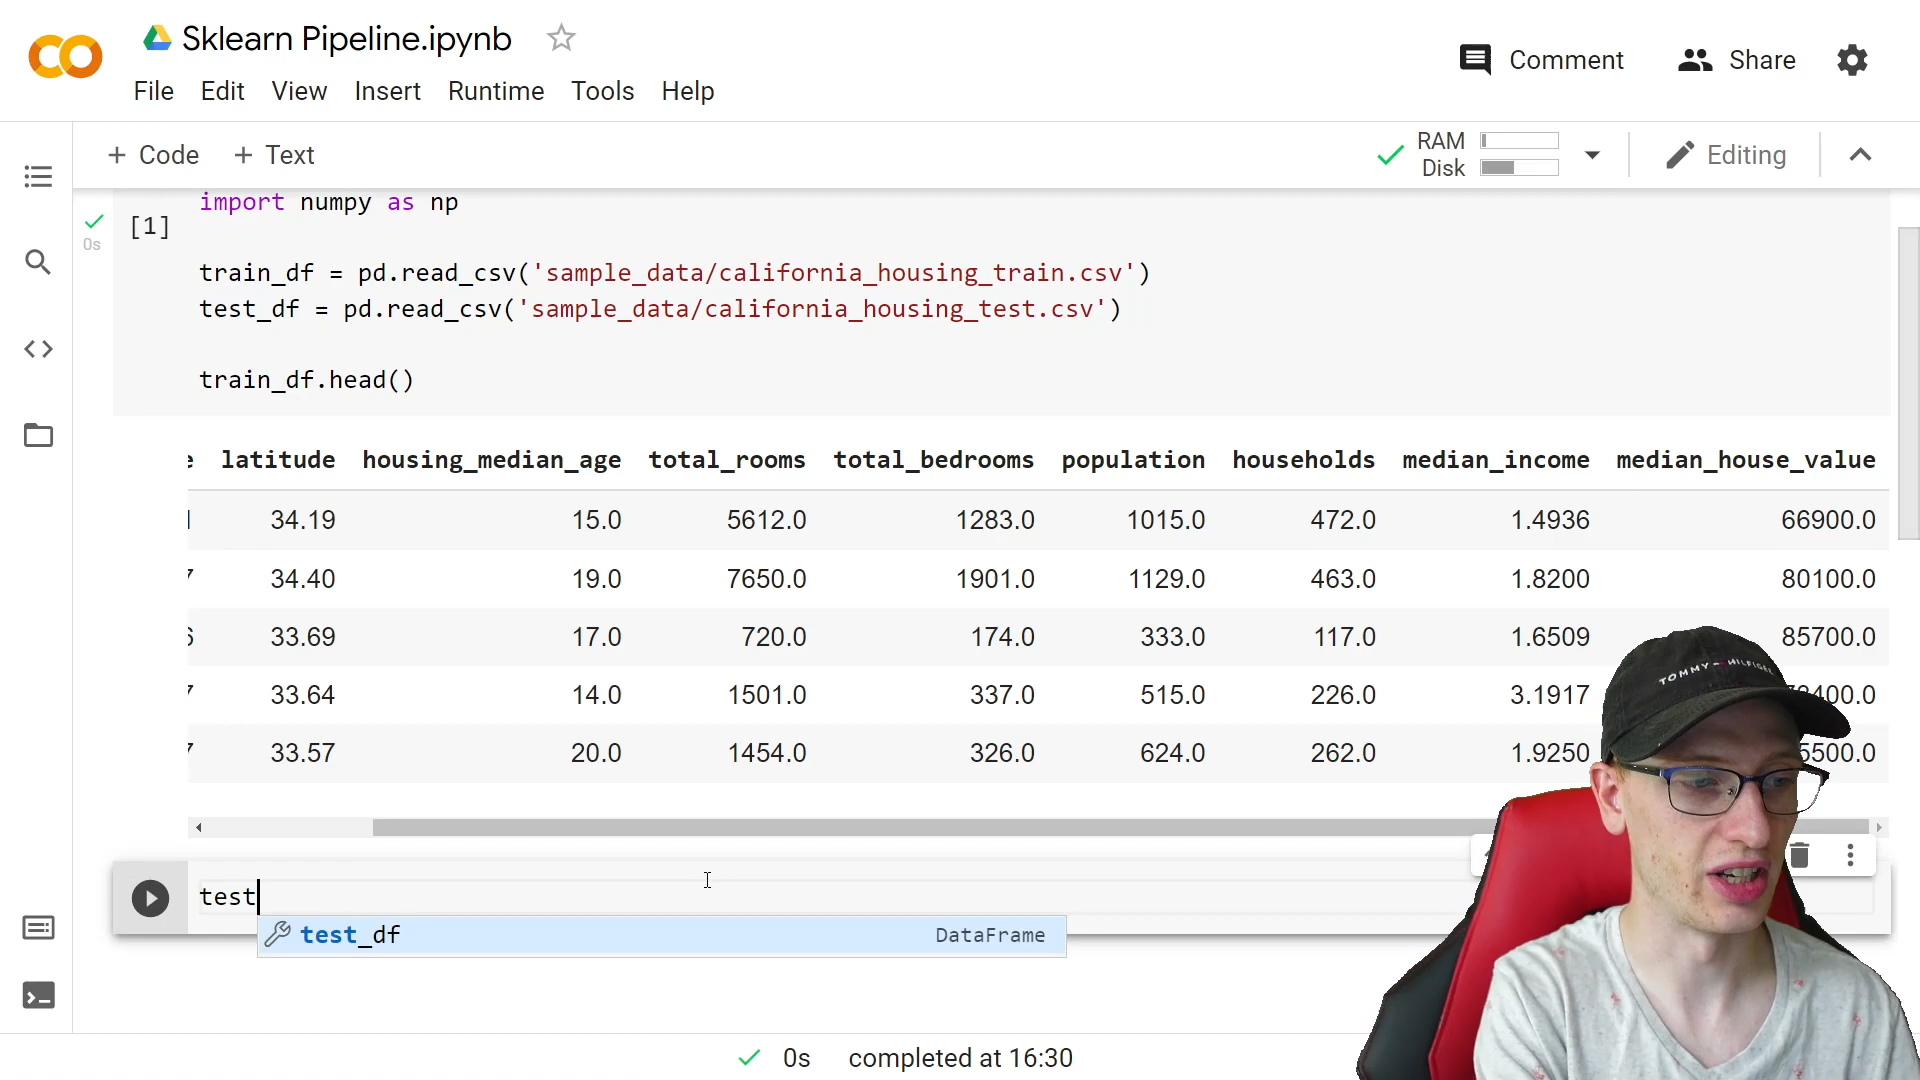 Sklearn Pipeline.ipynb
Comment
Share
File Edit View Insert Runtime Tools Help
+ Code + Text
RAM
Disk
Editing
import numpy as np
[1]
0s
train_df = pd.read_csv('sample_data/california_housing_train.csv')
test_df = pd.read_csv('sample_data/california_housing_test.csv')
train_df.head()
e latitude housing_median_age total_rooms total_bedrooms population households median_income median_house_value
34.19 15.0 5612.0 1283.0 1015.0 472.0 1.4936 66900.0
7 34.40 19.0 7650.0 1901.0 1129.0 463.0 1.8200 80100.0
6 33.69 17.0 720.0 174.0 333.0 117.0 1.6509 85700.0
7 33.64 14.0 1501.0 337.0 515.0 226.0 3.1917
7 33.57 20.0 1454.0 326.0 624.0 262.0 1.9250
TOMMY HILFIGER
test
test_df DataFrame
0s completed at 16:30